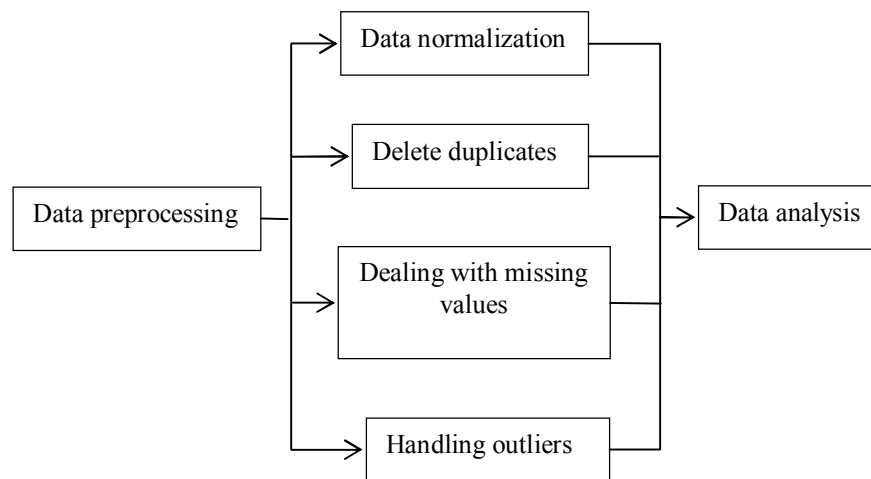 Data normalization
Delete duplicates
Data preprocessing
Data analysis
Dealing with missing
values
Handling outliers